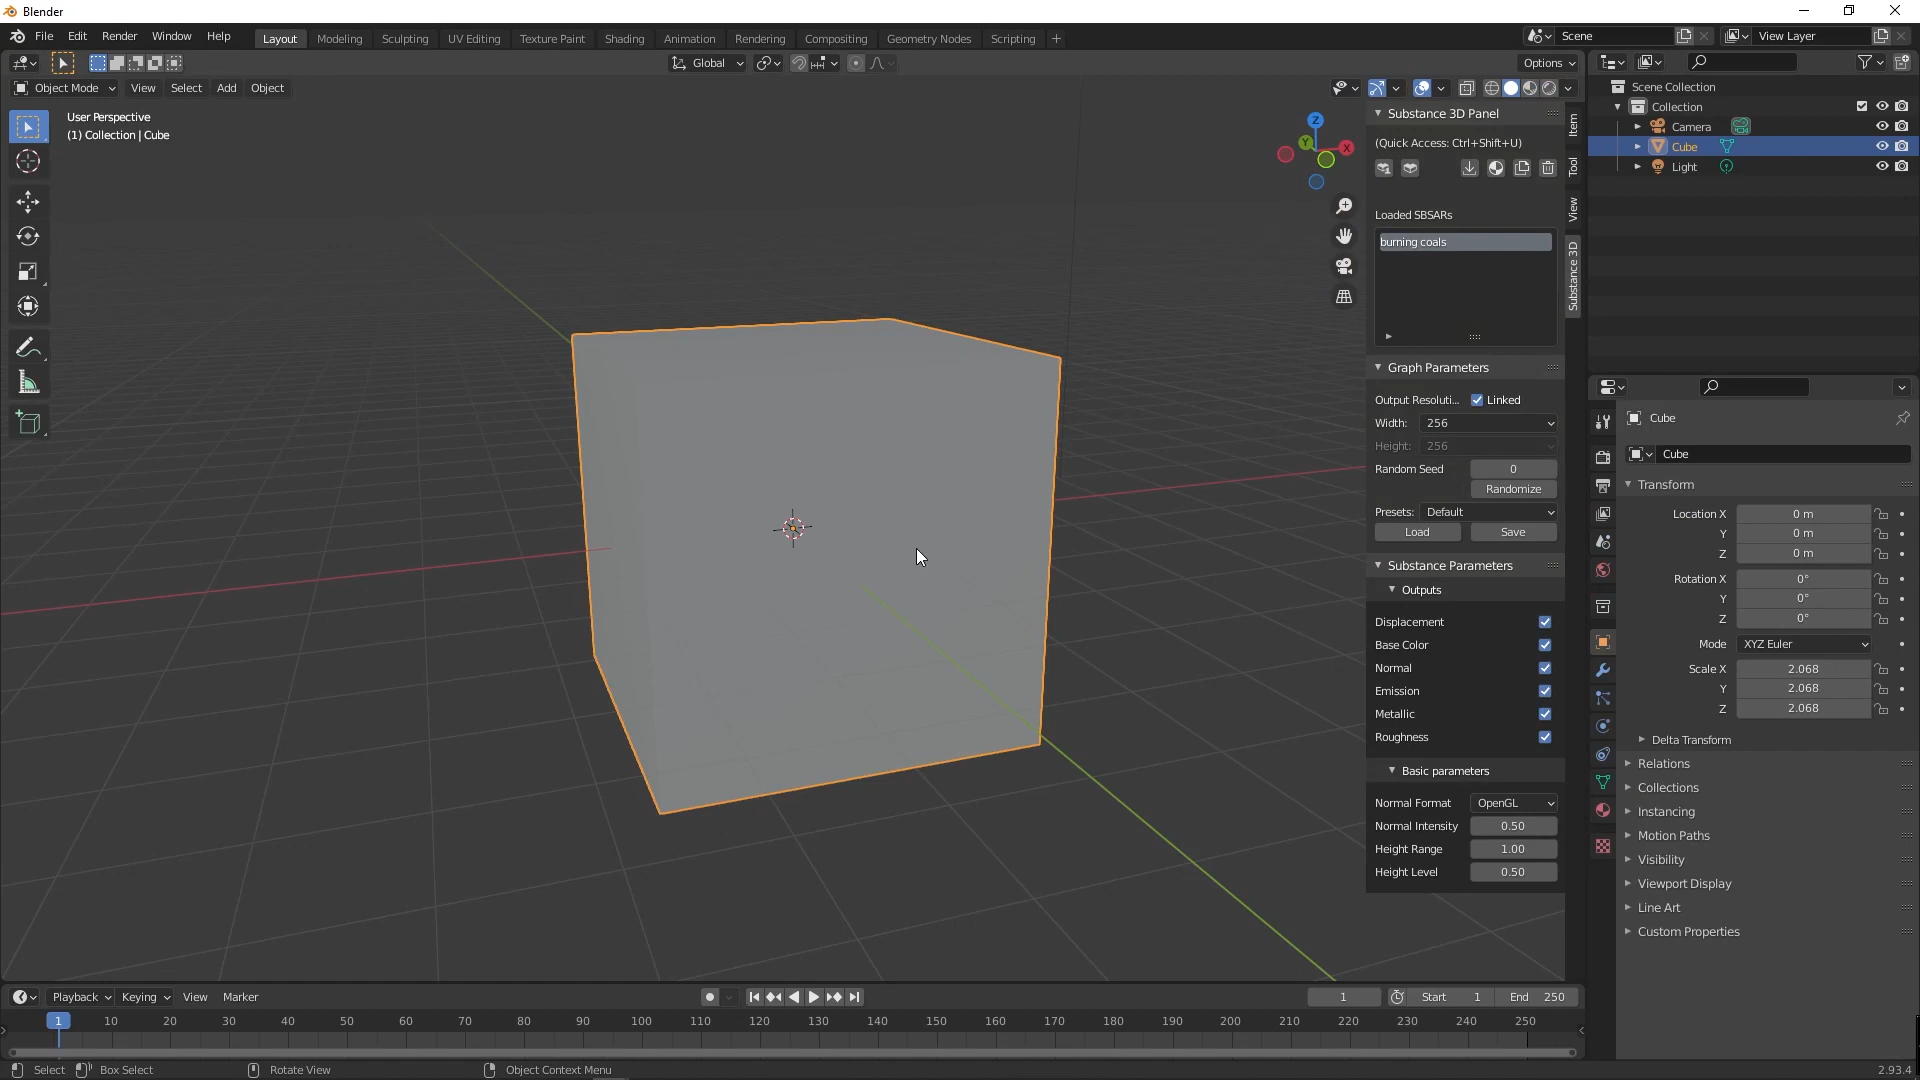 Blender
File Edit Render Window Help
Layout Modeling Sculpting UV Editing Texture Paint Shading Animation Rendering Compositing Geometry Nodes Scripting +
Scene
View Layer
Global
Options
Object Mode View Select Add Object
User Perspective
(1) Collection | Cube
Z
Y
X
Substance 3D Panel
(Quick Access: Ctrl+Shift+U)
Loaded SBSARs
burning coals
Graph Parameters
Output Resoluti... Linked
Width: 256
Height: 256
Random Seed 0
Randomize
Presets: Default
Load Save
Substance Parameters
Outputs
Displacement
Base Color
Normal
Emission
Metallic
Roughness
Basic parameters
Normal Format OpenGL
Normal Intensity 0.50
Height Range 1.00
Height Level 0.50
Item
Tool
View
Substance 3D
Scene Collection
Collection
Camera
Cube
Light
Cube
Cube
Transform
Location X 0 m
Y 0 m
Z 0 m
Rotation X 0°
Y 0°
Z 0°
Mode XYZ Euler
Scale X 2.068
Y 2.068
Z 2.068
Delta Transform
Relations
Collections
Instancing
Motion Paths
Visibility
Viewport Display
Line Art
Custom Properties
Playback Keying View Marker
1 Start 1 End 250
1 10 20 30 40 50 60 70 80 90 100 110 120 130 140 150 160 170 180 190 200 210 220 230 240 250
Select Box Select Rotate View Object Context Menu
2.93.4